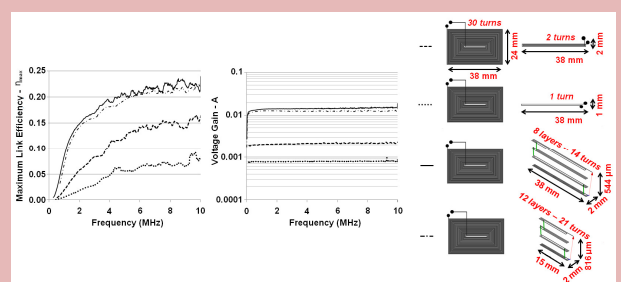 Maximum Link Efficiency - ηMAX
0.25
0.20
0.15
0.10
0.05
0.00
0
2
4
6
8
10
Frequency (MHz)
Voltage Gain - A
0.1
0.01
0.001
0.0001
0
2
4
6
8
10
Frequency (MHz)
30 turns
24 mm
38 mm
2 turns
2 mm
38 mm
1 turn
1 mm
38 mm
8 layers - 14 turns
38 mm
2 mm
544 µm
12 layers - 21 turns
15 mm
2 mm
816 µm